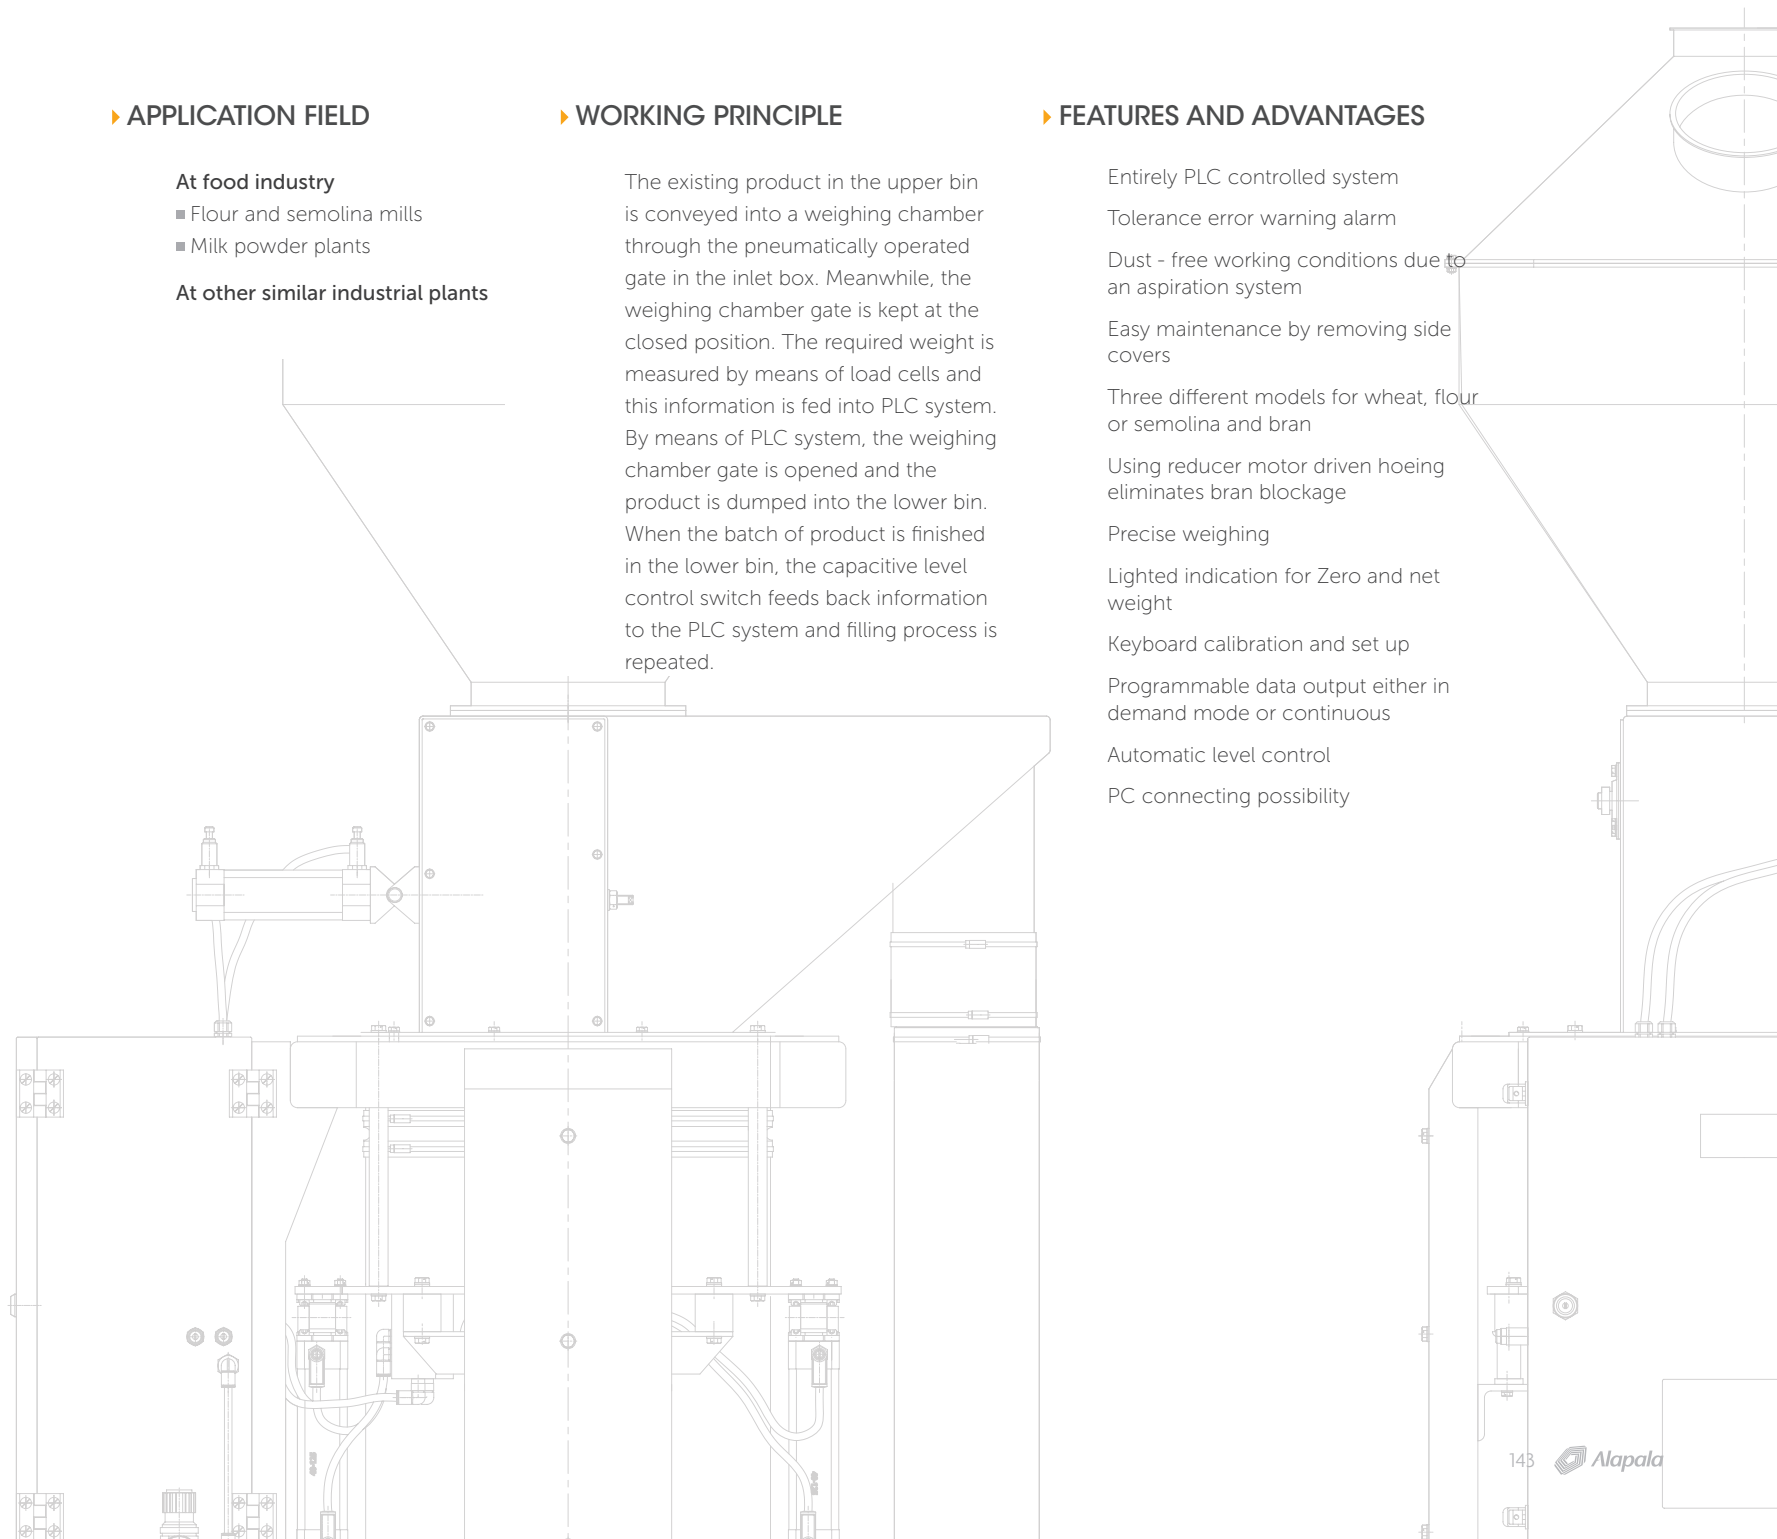 APPLICATION FIELD
At food industry
Flour and semolina mills
Milk powder plants
At other similar industrial plants
WORKING PRINCIPLE
The existing product in the upper bin
is conveyed into a weighing chamber
through the pneumatically operated
gate in the inlet box. Meanwhile, the
weighing chamber gate is kept at the
closed position. The required weight is
measured by means of load cells and
this information is fed into PLC system.
By means of PLC system, the weighing
chamber gate is opened and the
product is dumped into the lower bin.
When the batch of product is finished
in the lower bin, the capacitive level
control switch feeds back information
to the PLC system and filling process is
repeated.
FEATURES AND ADVANTAGES
Entirely PLC controlled system
Tolerance error warning alarm
Dust - free working conditions due to
an aspiration system
Easy maintenance by removing side
covers
Three different models for wheat, flour
or semolina and bran
Using reducer motor driven hoeing
eliminates bran blockage
Precise weighing
Lighted indication for Zero and net
weight
Keyboard calibration and set up
Programmable data output either in
demand mode or continuous
Automatic level control
PC connecting possibility
143
Alapala